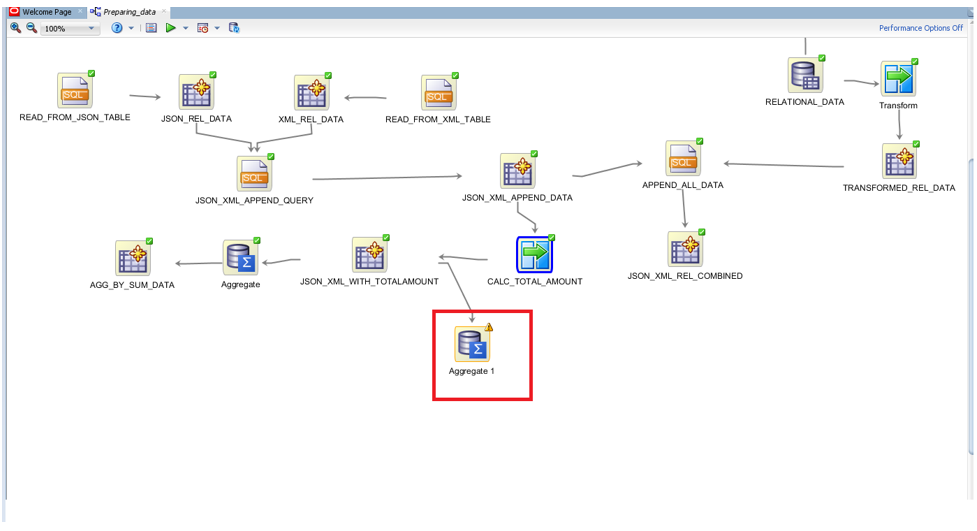 Welcome Page
Preparing_data
100%
Performance Options Off
SQL
READ_FROM_JSON_TABLE
JSON_REL_DATA
XML_REL_DATA
SQL
READ_FROM_XML_TABLE
RELATIONAL_DATA
Transform
SQL
JSON_XML_APPEND_QUERY
JSON_XML_APPEND_DATA
SQL
APPEND_ALL_DATA
TRANSFORMED_REL_DATA
AGG_BY_SUM_DATA
Σ
Aggregate
JSON_XML_WITH_TOTALAMOUNT
CALC_TOTAL_AMOUNT
JSON_XML_REL_COMBINED
Σ
Aggregate 1